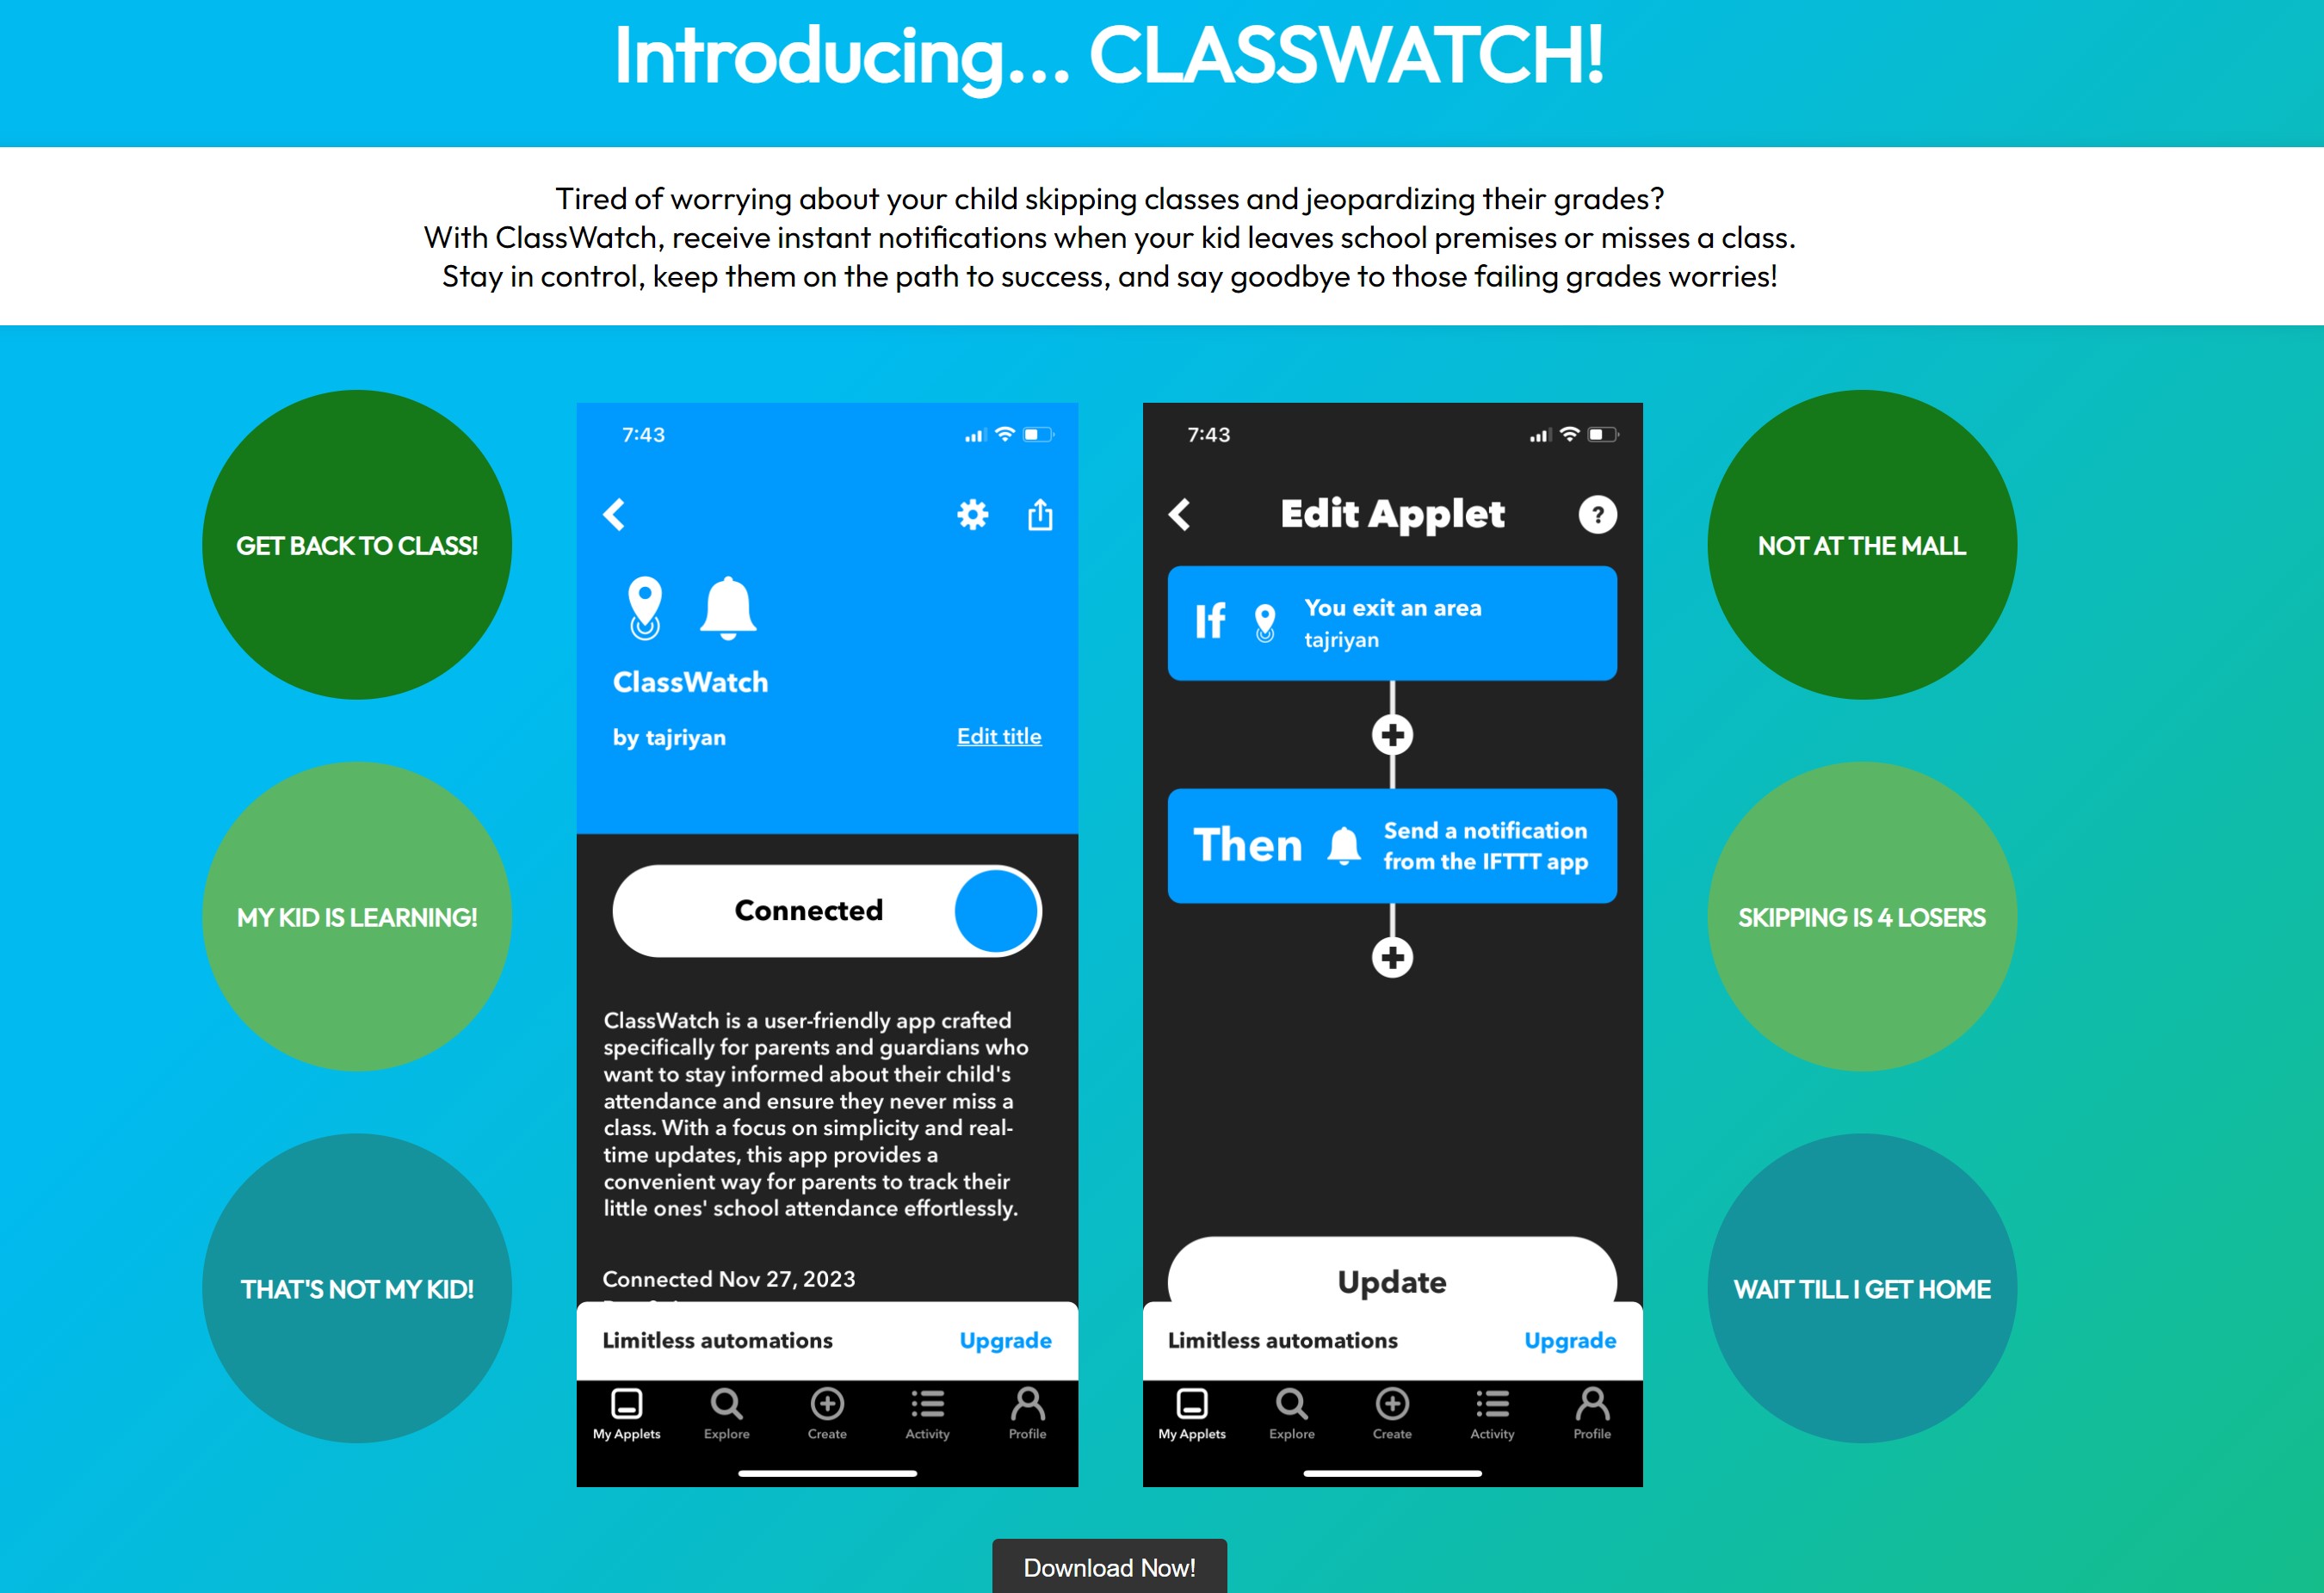 Introducing... CLASSWATCH!
Tired of worrying about your child skipping classes and jeopardizing their grades?
With ClassWatch, receive instant notifications when your kid leaves school premises or misses a class.
Stay in control, keep them on the path to success, and say goodbye to those failing grades worries!
GET BACK TO CLASS!
MY KID IS LEARNING!
THAT'S NOT MY KID!
7:43
ClassWatch
by tajriyan
Edit title
Connected
ClassWatch is a user-friendly app crafted
specifically for parents and guardians who
want to stay informed about their child's
attendance and ensure they never miss a
class. With a focus on simplicity and real-
time updates, this app provides a
convenient way for parents to track their
little ones' school attendance effortlessly.
Connected Nov 27, 2023
Limitless automations
Upgrade
My Applets
Explore
Create
Activity
Profile
7:43
Edit Applet
?
If
You exit an area
tajriyan
Then
Send a notification
from the IFTTT app
Update
Limitless automations
Upgrade
My Applets
Explore
Create
Activity
Profile
NOT AT THE MALL
SKIPPING IS 4 LOSERS
WAIT TILL I GET HOME
Download Now!